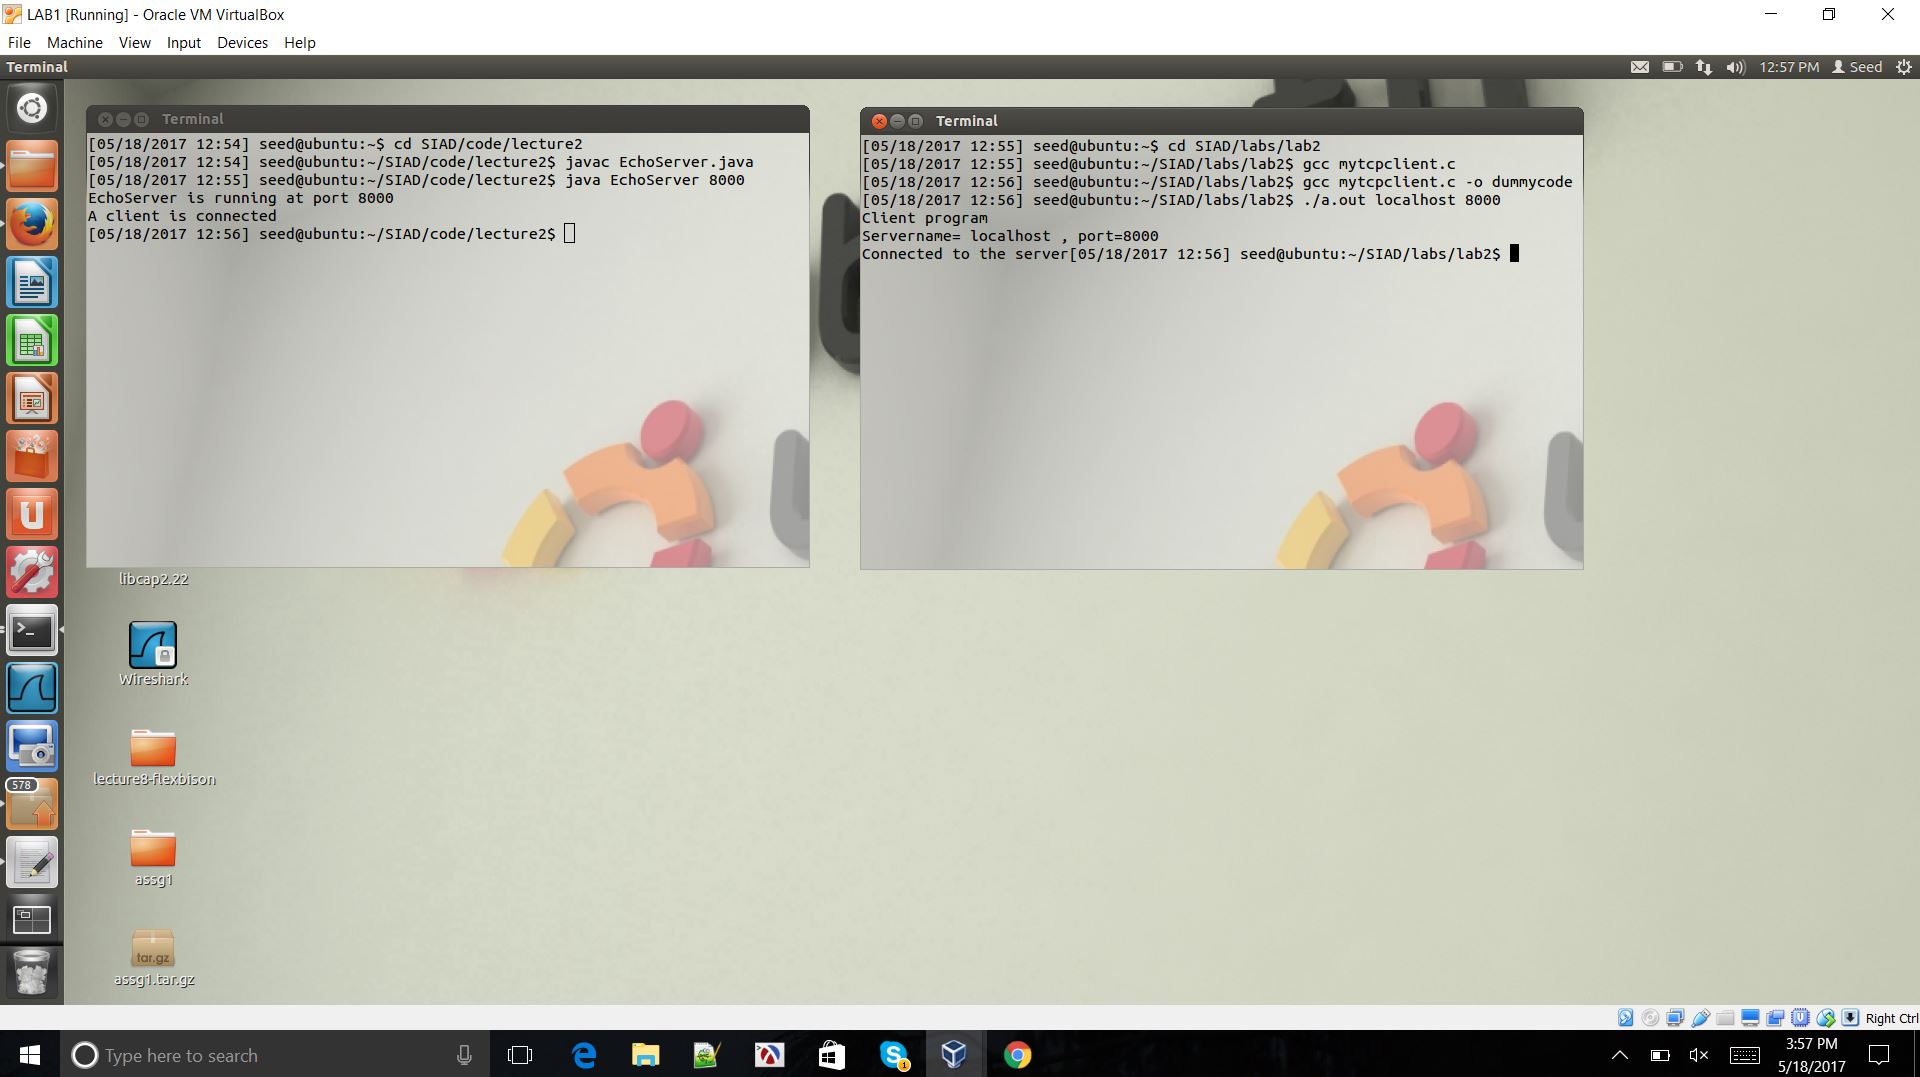 LAB1 [Running] - Oracle VM VirtualBox
File Machine View Input Devices Help
Terminal 12:57 PM Seed
Terminal
[05/18/2017 12:54] seed@ubuntu:~$ cd SIAD/code/lecture2
[05/18/2017 12:54] seed@ubuntu:~/SIAD/code/lecture2$ javac EchoServer.java
[05/18/2017 12:55] seed@ubuntu:~/SIAD/code/lecture2$ java EchoServer 8000
EchoServer is running at port 8000
A client is connected
[05/18/2017 12:56] seed@ubuntu:~/SIAD/code/lecture2$
Terminal
[05/18/2017 12:55] seed@ubuntu:~$ cd SIAD/labs/lab2
[05/18/2017 12:55] seed@ubuntu:~/SIAD/labs/lab2$ gcc mytcpclient.c
[05/18/2017 12:56] seed@ubuntu:~/SIAD/labs/lab2$ gcc mytcpclient.c -o dummycode
[05/18/2017 12:56] seed@ubuntu:~/SIAD/labs/lab2$ ./a.out localhost 8000
Client program
Servername= localhost , port=8000
Connected to the server[05/18/2017 12:56] seed@ubuntu:~/SIAD/labs/lab2$
libcap2.22
Wireshark
lecture8-flexbison
578
assg1
tar.gz
assg1.tar.gz
Right Ctrl
Type here to search
1
3:57 PM
5/18/2017